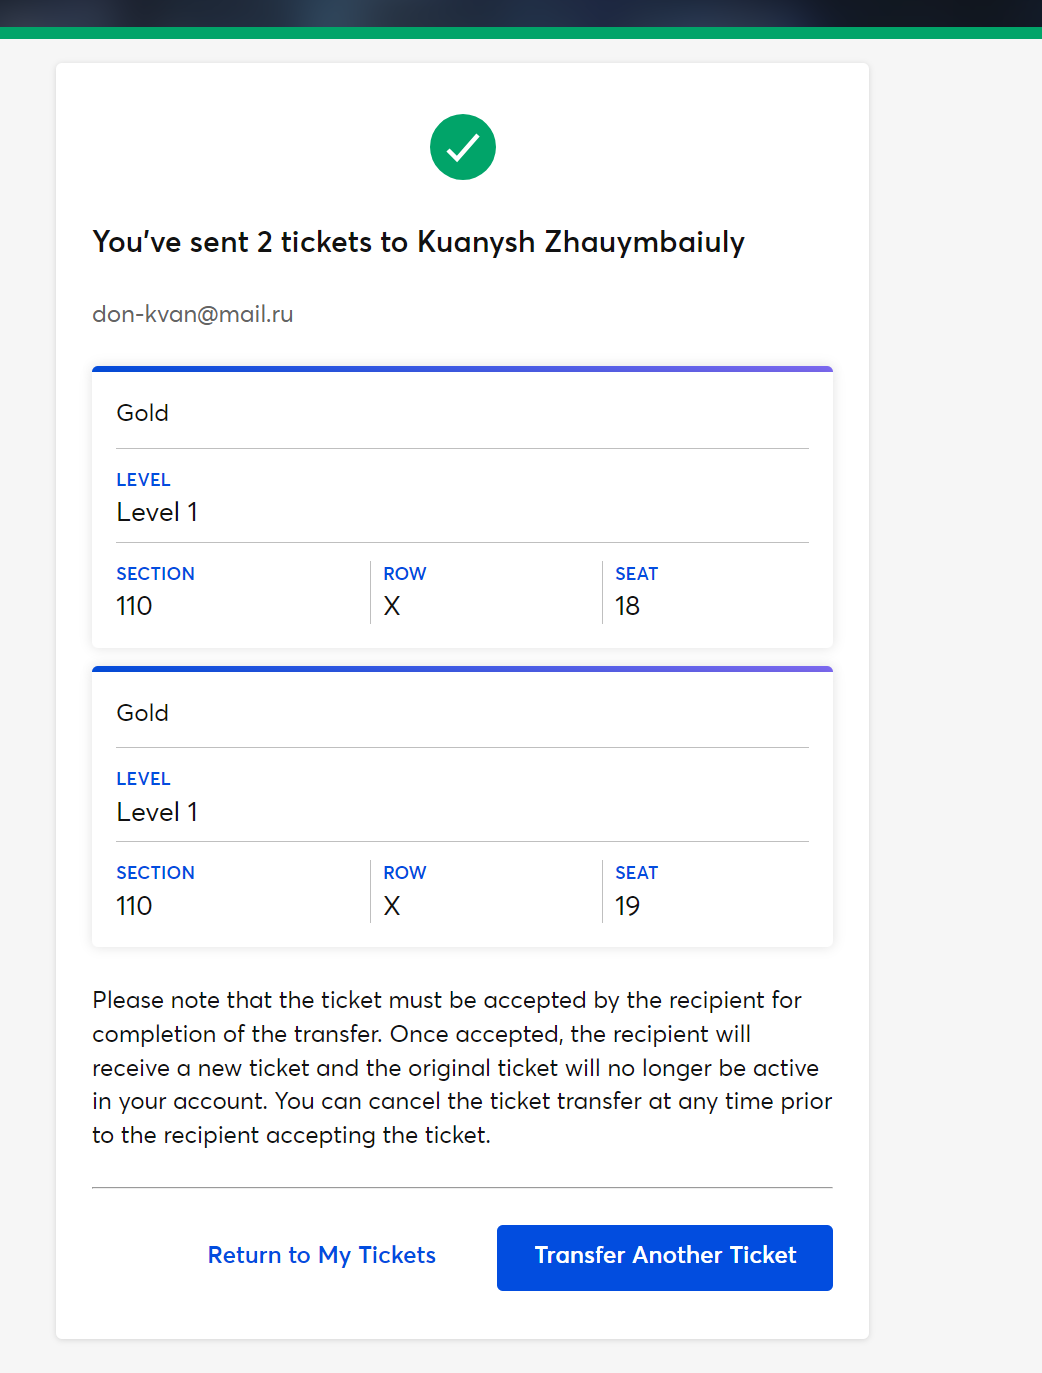 You've sent 2 tickets to Kuanysh Zhauymbaiuly
don-kvan@mail.ru
Gold
LEVEL
Level 1
SECTION ROW SEAT
110 X 18
Gold
LEVEL
Level 1
SECTION ROW SEAT
110 X 19
Please note that the ticket must be accepted by the recipient for
completion of the transfer. Once accepted, the recipient will
receive a new ticket and the original ticket will no longer be active
in your account. You can cancel the ticket transfer at any time prior
to the recipient accepting the ticket.
Return to My Tickets Transfer Another Ticket